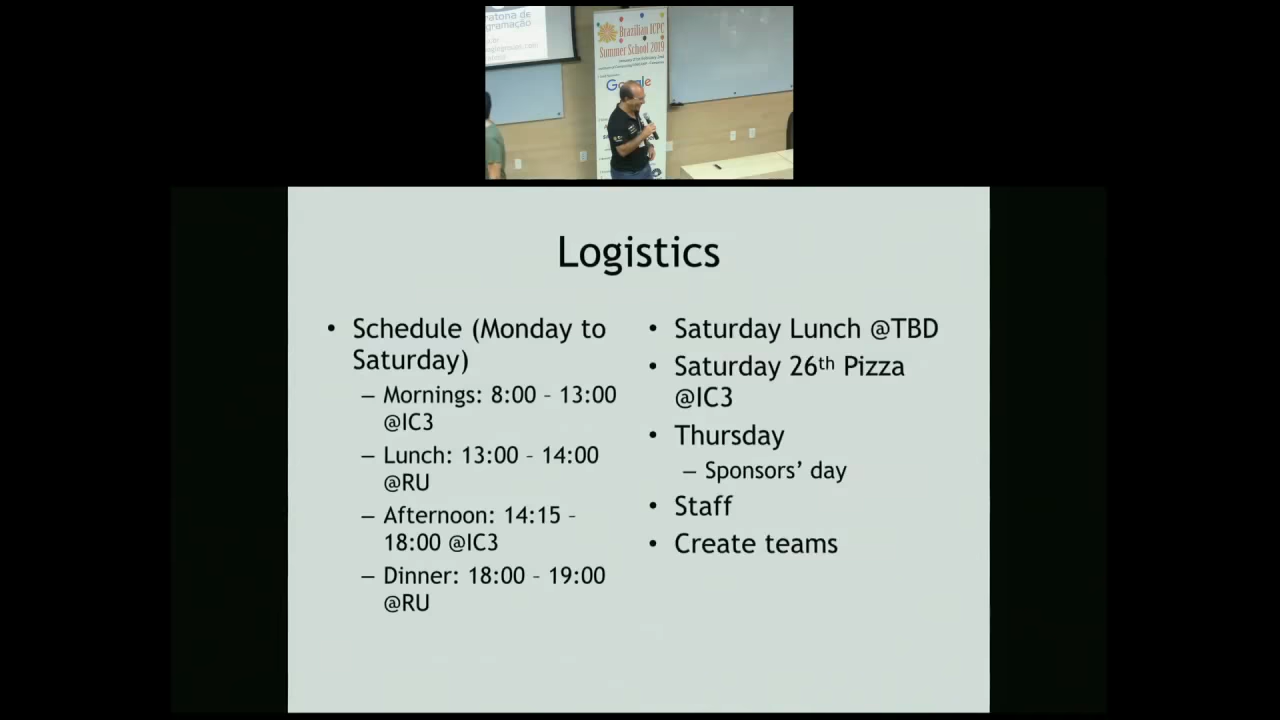 Brazilian ICPC
Summer School 2019
Google
Logistics
• Schedule (Monday to
Saturday)
– Mornings: 8:00 – 13:00
@IC3
– Lunch: 13:00 – 14:00
@RU
– Afternoon: 14:15 –
18:00 @IC3
– Dinner: 18:00 – 19:00
@RU
• Saturday Lunch @TBD
• Saturday 26th Pizza
@IC3
• Thursday
– Sponsors’ day
• Staff
• Create teams